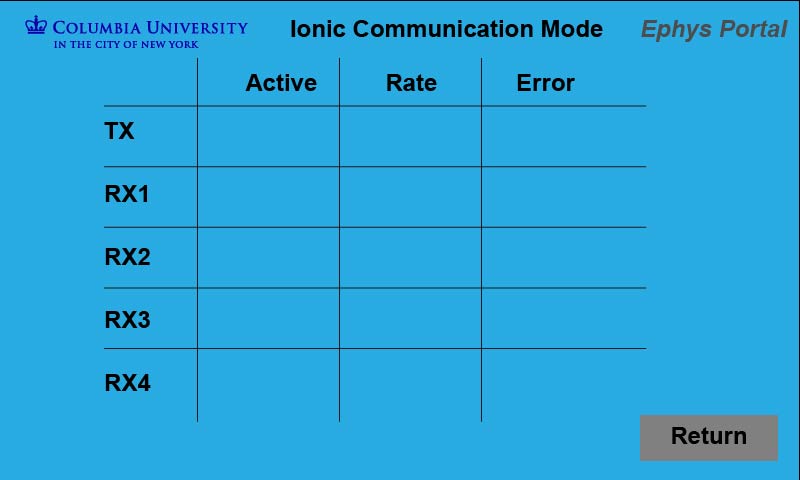 COLUMBIA UNIVERSITY
IN THE CITY OF NEW YORK
Ionic Communication Mode
Ephys Portal
Active Rate Error
TX
RX1
RX2
RX3
RX4
Return